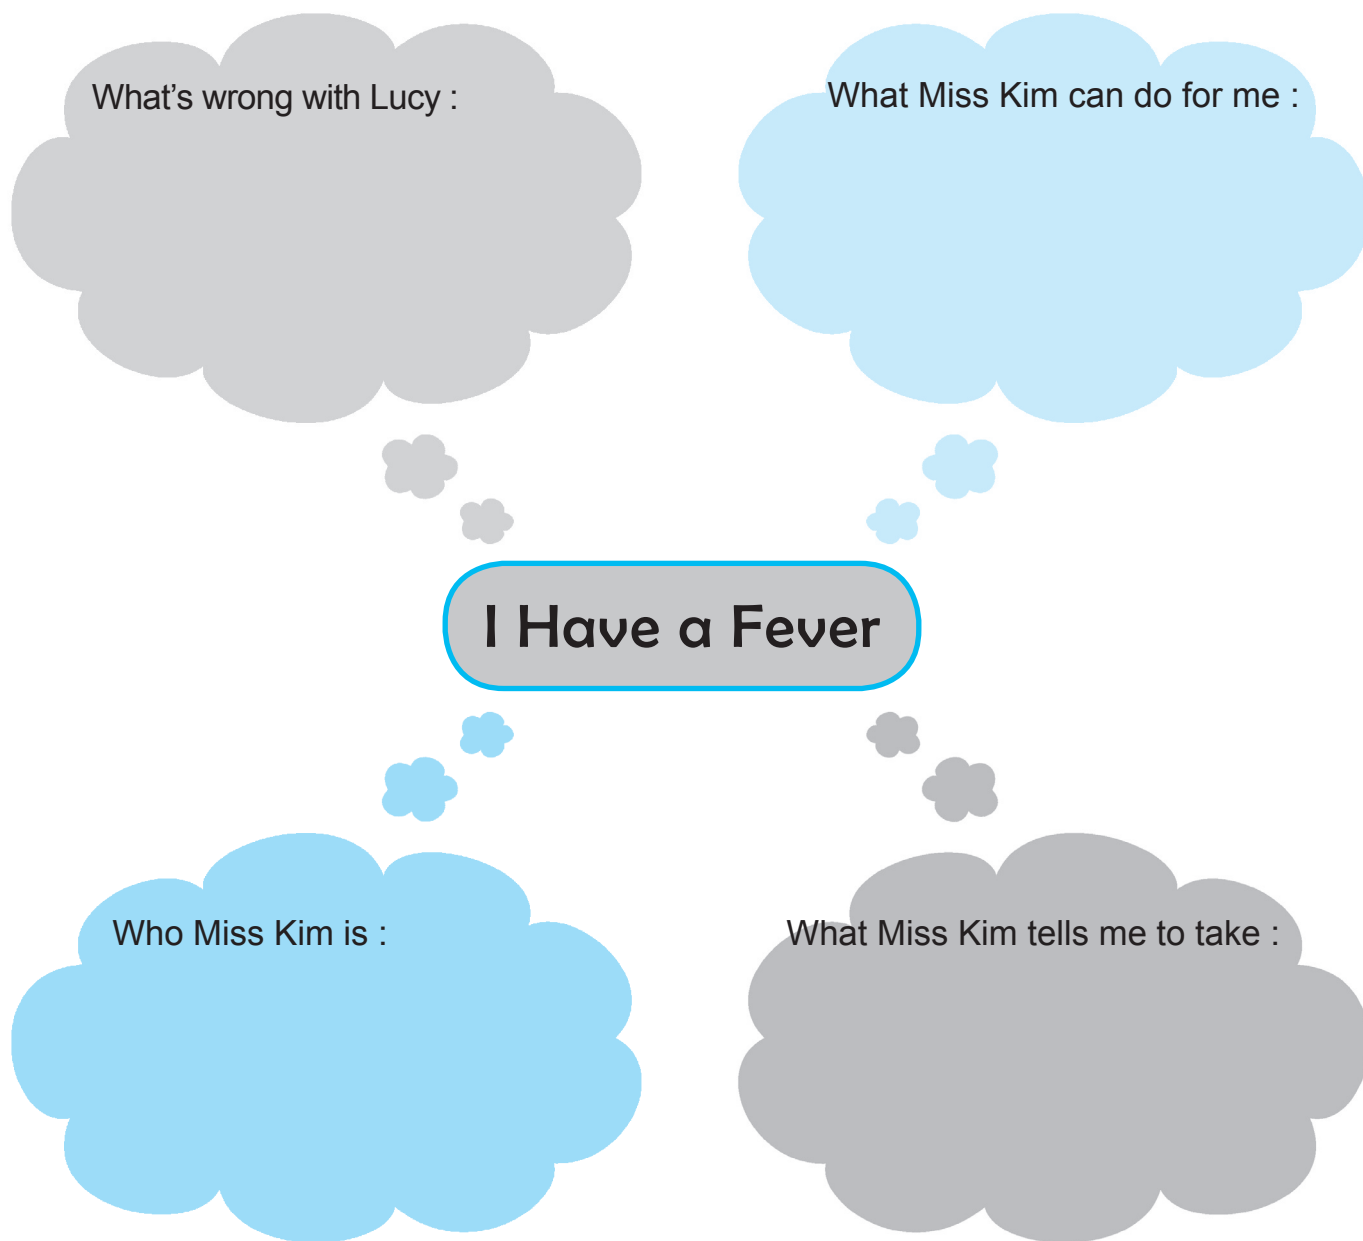 What's wrong with Lucy :
What Miss Kim can do for me :
I Have a Fever
Who Miss Kim is :
What Miss Kim tells me to take :